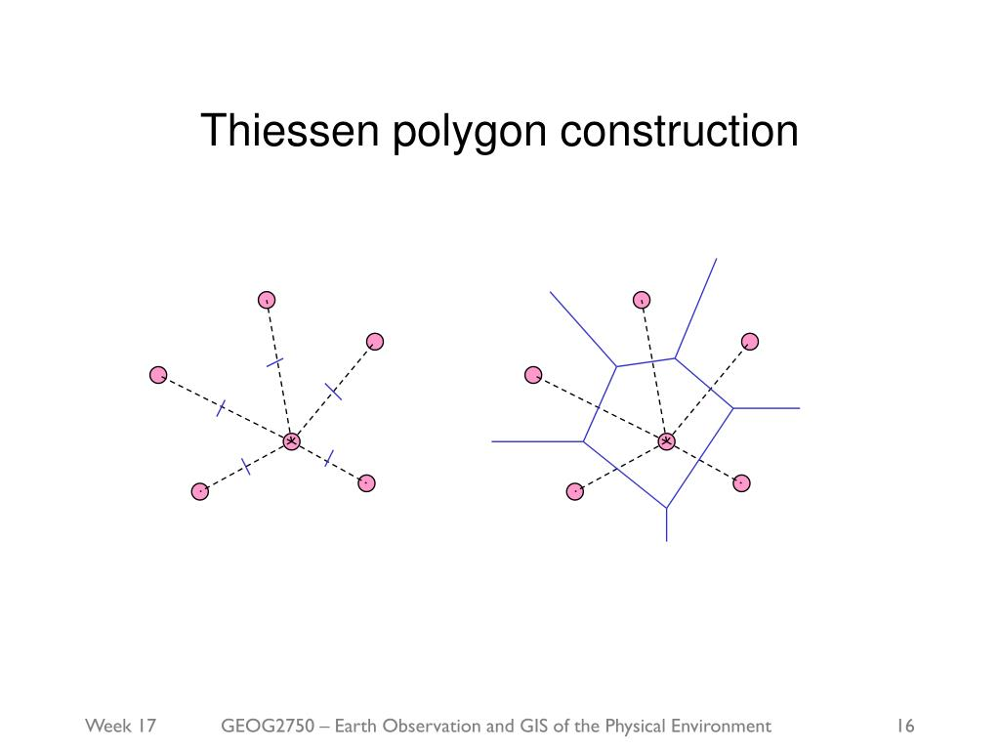 Thiessen polygon construction
Week 17 GEOG2750 – Earth Observation and GIS of the Physical Environment 16